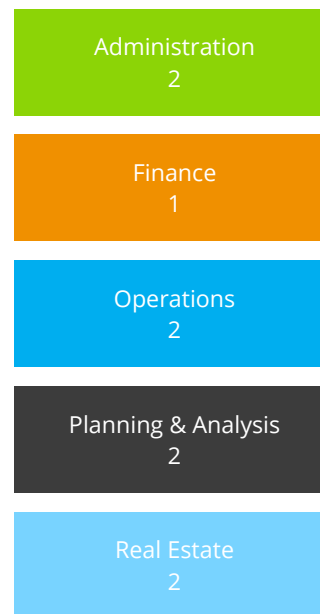 Administration
2
Finance
1
Operations
2
Planning & Analysis
2
Real Estate
2